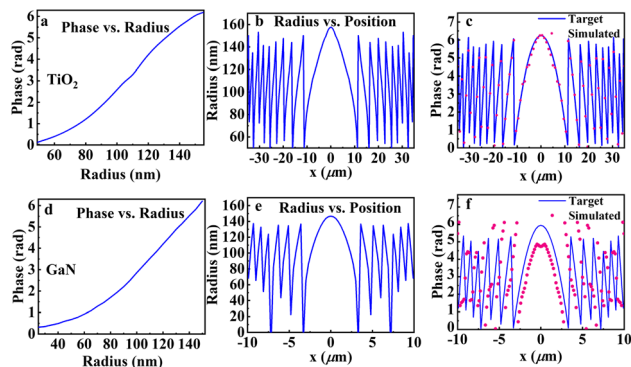 a Phase vs. Radius
TiO2
Phase (rad)
6
5
4
3
2
1
0
60 80 100 120 140
Radius (nm)
b Radius vs. Position
Radius (nm)
160
140
120
100
80
60
-30 -20 -10 0 10 20 30
x (μm)
c
Target
Simulated
Phase (rad)
7
6
5
4
3
2
1
0
-30 -20 -10 0 10 20 30
x (μm)
d Phase vs. Radius
GaN
Phase (rad)
6
5
4
3
2
1
0
40 60 80 100 120 140
Radius (nm)
e Radius vs. Position
Radius (nm)
160
140
120
100
80
60
40
20
0
-10 -5 0 5 10
x (μm)
f
Target
Simulated
Phase (rad)
6
5
4
3
2
1
0
-10 -5 0 5 10
x (μm)